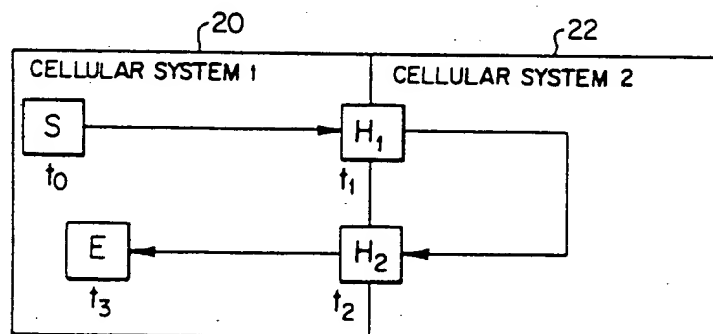 20
22
CELLULAR SYSTEM 1
CELLULAR SYSTEM 2
S
H₁
t₀
t₁
E
H₂
t₃
t₂